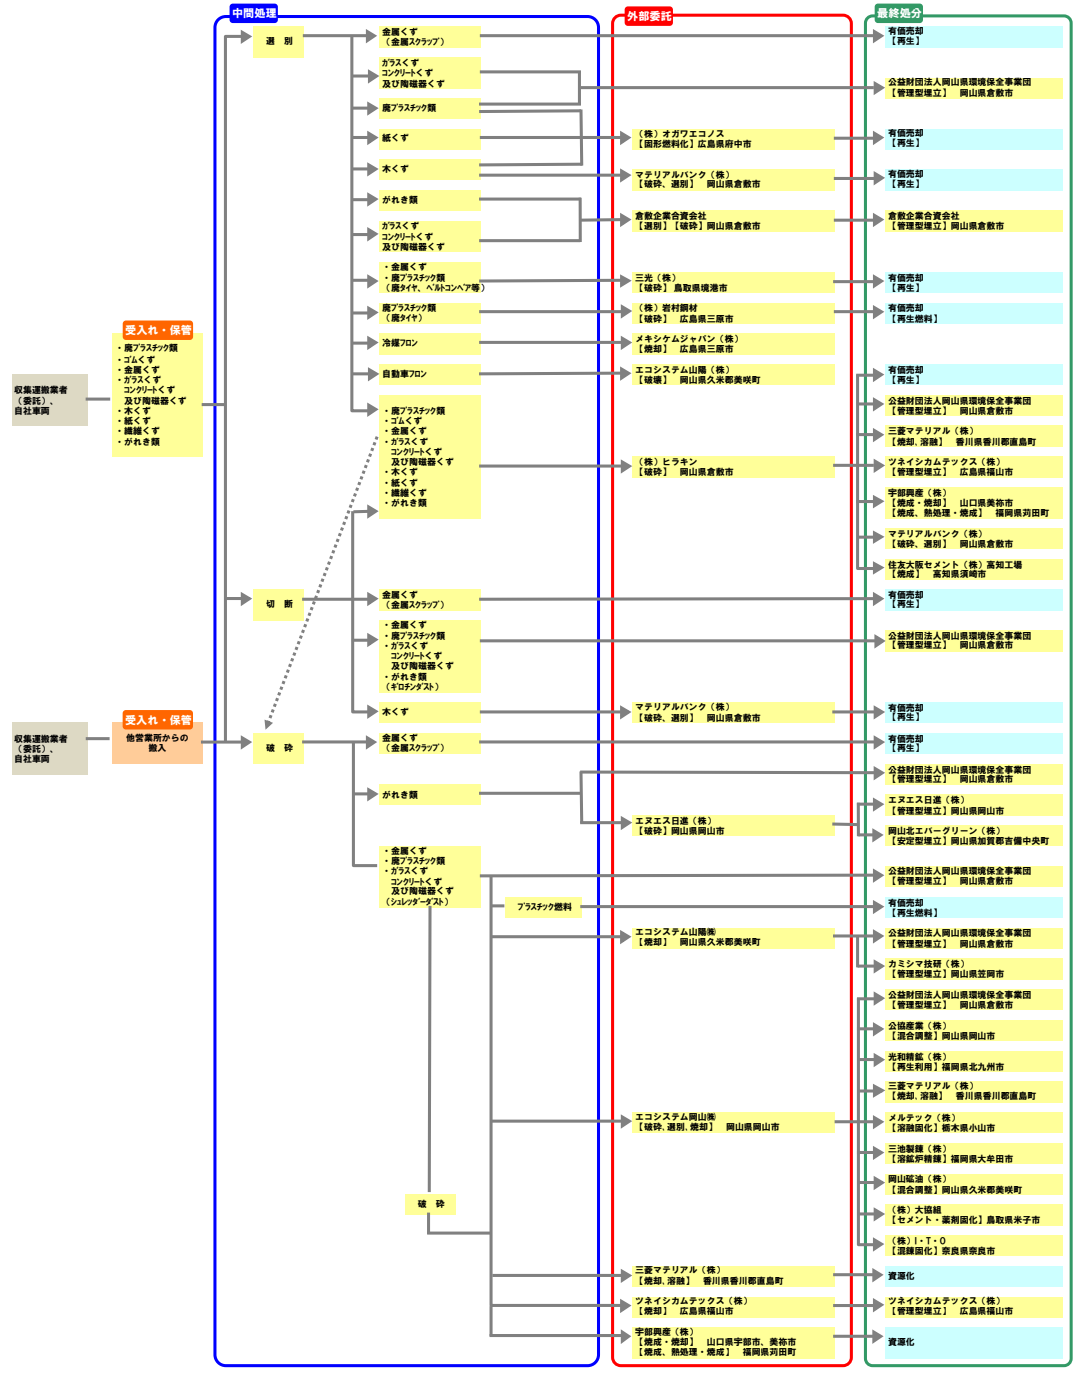 中間処理
外部委託
最終処分
収集運搬業者
（委託）、
自社車両
受入れ・保管
・廃プラスチック類
・ゴムくず
・金属くず
・ガラスくず
コンクリートくず
及び陶磁器くず
・木くず
・紙くず
・繊維くず
・がれき類
収集運搬業者
（委託）、
自社車両
受入れ・保管
他営業所からの
搬入
選　別
切　断
破　砕
金属くず
（金属スクラップ）
ガラスくず
コンクリートくず
及び陶磁器くず
廃プラスチック類
紙くず
木くず
がれき類
ガラスくず
コンクリートくず
及び陶磁器くず
・金属くず
・廃プラスチック類
（廃タイヤ、ベルトコンベア等）
廃プラスチック類
（廃タイヤ）
冷媒フロン
自動車フロン
・廃プラスチック類
・ゴムくず
・金属くず
・ガラスくず
コンクリートくず
及び陶磁器くず
・木くず
・紙くず
・繊維くず
・がれき類
金属くず
（金属スクラップ）
・金属くず
・廃プラスチック類
・ガラスくず
コンクリートくず
及び陶磁器くず
・がれき類
（ギロチンダスト）
木くず
金属くず
（金属スクラップ）
がれき類
・金属くず
・廃プラスチック類
・ガラスくず
コンクリートくず
及び陶磁器くず
（シュレッダーダスト）
プラスチック燃料
破　砕
（株）オガワエコノス
【固形燃料化】広島県府中市
マテリアルバンク（株）
【破砕、選別】　岡山県倉敷市
倉敷企業合資会社
【選別】【破砕】岡山県倉敷市
三光（株）
【破砕】 鳥取県境港市
（株）岩村鋼材
【破砕】　広島県三原市
メキシケムジャパン（株）
【焼却】　広島県三原市
エコシステム山陽（株）
【破壊】　岡山県久米郡美咲町
（株）ヒラキン
【破砕】　岡山県倉敷市
マテリアルバンク（株）
【破砕、選別】　岡山県倉敷市
エヌエス日進（株）
【破砕】岡山県岡山市
エコシステム山陽㈱
【焼却】　岡山県久米郡美咲町
エコシステム岡山㈱
【破砕､選別､焼却】　岡山県岡山市
三菱マテリアル（株）
【焼却､溶融】　香川県香川郡直島町
ツネイシカムテックス（株）
【焼却】　広島県福山市
宇部興産（株）
【焼成・焼却】　山口県宇部市、美祢市
【焼成、熱処理・焼成】　福岡県苅田町
有価売却
【再生】
公益財団法人岡山県環境保全事業団
【管理型埋立】　岡山県倉敷市
有価売却
【再生】
有価売却
【再生】
倉敷企業合資会社
【管理型埋立】岡山県倉敷市
有価売却
【再生】
有価売却
【再生燃料】
有価売却
【再生】
公益財団法人岡山県環境保全事業団
【管理型埋立】　岡山県倉敷市
三菱マテリアル（株）
【焼却､溶融】　香川県香川郡直島町
ツネイシカムテックス（株）
【管理型埋立】　広島県福山市
宇部興産（株）
【焼成・焼却】　山口県美祢市
【焼成、熱処理・焼成】　福岡県苅田町
マテリアルバンク（株）
【破砕、選別】　岡山県倉敷市
住友大阪セメント（株）高知工場
【焼成】　高知県須崎市
有価売却
【再生】
公益財団法人岡山県環境保全事業団
【管理型埋立】　岡山県倉敷市
有価売却
【再生】
有価売却
【再生】
公益財団法人岡山県環境保全事業団
【管理型埋立】　岡山県倉敷市
エヌエス日進（株）
【管理型埋立】岡山県岡山市
岡山北エバーグリーン（株）
【安定型埋立】岡山県加賀郡吉備中央町
公益財団法人岡山県環境保全事業団
【管理型埋立】　岡山県倉敷市
有価売却
【再生燃料】
公益財団法人岡山県環境保全事業団
【管理型埋立】　岡山県倉敷市
カミシマ技研（株）
【管理型埋立】岡山県笠岡市
公益財団法人岡山県環境保全事業団
【管理型埋立】　岡山県倉敷市
公協産業（株）
【混合調整】岡山県岡山市
光和精鉱（株）
【再生利用】福岡県北九州市
三菱マテリアル（株）
【焼却､溶融】　香川県香川郡直島町
メルテック（株）
【溶融固化】栃木県小山市
三池製錬（株）
【溶鉱炉精錬】福岡県大牟田市
岡山砿油（株）
【混合調整】岡山県久米郡美咲町
（株）大協組
【セメント・薬剤固化】鳥取県米子市
（株）I・T・O
【混錬固化】奈良県奈良市
資源化
ツネイシカムテックス（株）
【管理型埋立】　広島県福山市
資源化